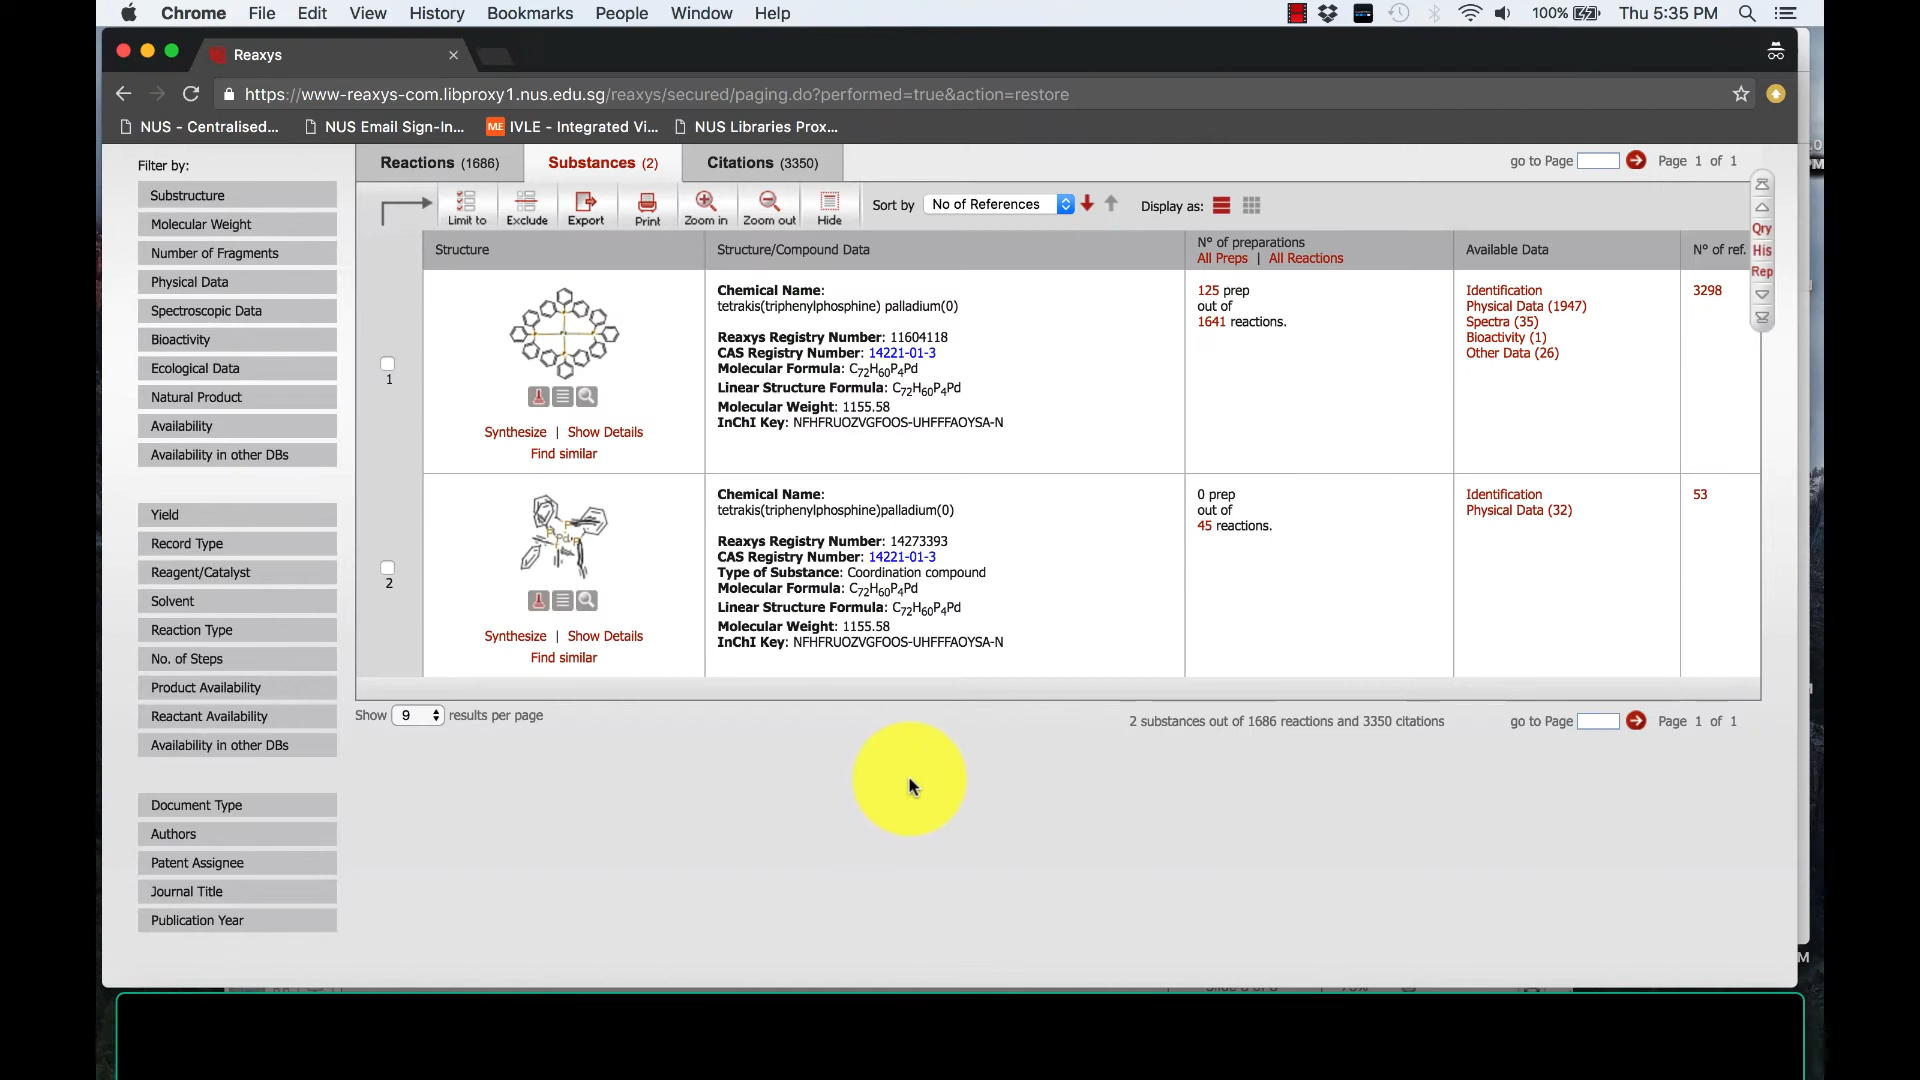 Chrome File Edit View History Bookmarks People Window Help 100% Thu 5:35 PM
Reaxys
https://www-reaxys-com.libproxy1.nus.edu.sg/reaxys/secured/paging.do?performed=true&action=restore
NUS - Centralised... NUS Email Sign-In... ME IVLE - Integrated Vi... NUS Libraries Prox...
Filter by:
Substructure
Molecular Weight
Number of Fragments
Physical Data
Spectroscopic Data
Bioactivity
Ecological Data
Natural Product
Availability
Availability in other DBs
Yield
Record Type
Reagent/Catalyst
Solvent
Reaction Type
No. of Steps
Product Availability
Reactant Availability
Availability in other DBs
Document Type
Authors
Patent Assignee
Journal Title
Publication Year
Reactions (1686) Substances (2) Citations (3350)
go to Page Page 1 of 1
Limit to Exclude Export Print Zoom in Zoom out Hide
Sort by No of References Display as:
Qry
His
Rep
Structure Structure/Compound Data N° of preparations Available Data N° of ref.
All Preps | All Reactions
1
Synthesize | Show Details
Find similar
Chemical Name:
tetrakis(triphenylphosphine) palladium(0)
Reaxys Registry Number: 11604118
CAS Registry Number: 14221-01-3
Molecular Formula: C72H60P4Pd
Linear Structure Formula: C72H60P4Pd
Molecular Weight: 1155.58
InChI Key: NFHFRUOZVGFOOS-UHFFFAOYSA-N
125 prep
out of
1641 reactions.
Identification
Physical Data (1947)
Spectra (35)
Bioactivity (1)
Other Data (26)
3298
2
Synthesize | Show Details
Find similar
Chemical Name:
tetrakis(triphenylphosphine)palladium(0)
Reaxys Registry Number: 14273393
CAS Registry Number: 14221-01-3
Type of Substance: Coordination compound
Molecular Formula: C72H60P4Pd
Linear Structure Formula: C72H60P4Pd
Molecular Weight: 1155.58
InChI Key: NFHFRUOZVGFOOS-UHFFFAOYSA-N
0 prep
out of
45 reactions.
Identification
Physical Data (32)
53
Show 9 results per page
2 substances out of 1686 reactions and 3350 citations
go to Page Page 1 of 1